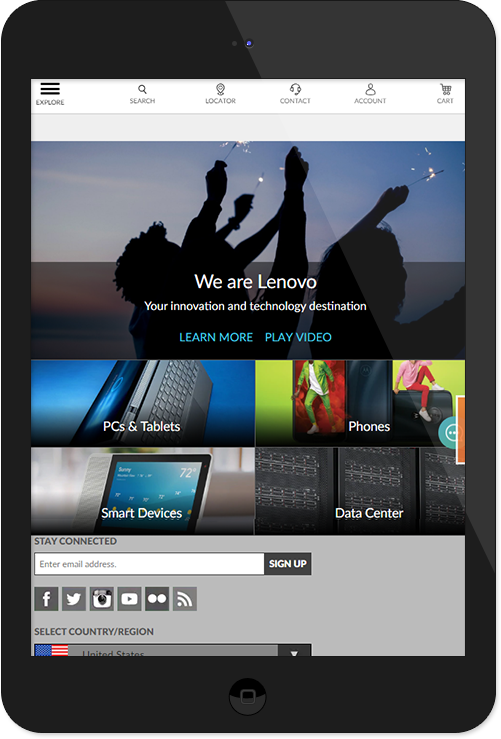 EXPLORE
SEARCH
LOCATOR
CONTACT
ACCOUNT
CART
We are Lenovo
Your innovation and technology destination
LEARN MORE PLAY VIDEO
PCs & Tablets
Phones
Sunny
72°
Smart Devices
Data Center
STAY CONNECTED
Enter email address.
SIGN UP
SELECT COUNTRY/REGION
United States